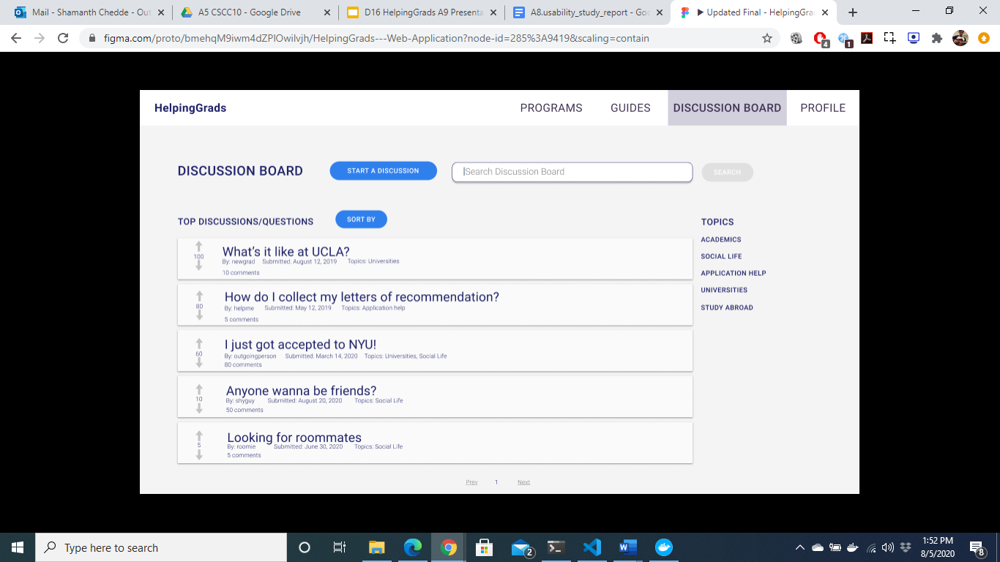 Mail - Shamanth Chedde - Out
A5 CSCC10 - Google Drive
D16 HelpingGrads A9 Presenta
A8.usability_study_report - Goo
▶ Updated Final - HelpingGrad
figma.com/proto/bmehqM9iwm4dZPlOwilvjh/HelpingGrads---Web-Application?node-id=285%3A9419&scaling=contain
4
1
HelpingGrads
PROGRAMS
GUIDES
DISCUSSION BOARD
PROFILE
DISCUSSION BOARD
START A DISCUSSION
Search Discussion Board
SEARCH
TOP DISCUSSIONS/QUESTIONS
SORT BY
100
What's it like at UCLA?
By: newgrad Submitted: August 12, 2019 Topics: Universities
10 comments
80
How do I collect my letters of recommendation?
By: helpme Submitted: May 12, 2019 Topics: Application help
5 comments
60
I just got accepted to NYU!
By: outgoingperson Submitted: March 14, 2020 Topics: Universities, Social Life
80 comments
10
Anyone wanna be friends?
By: shyguy Submitted: August 20, 2020 Topics: Social Life
50 comments
5
Looking for roommates
By: roomie Submitted: June 30, 2020 Topics: Social Life
5 comments
TOPICS
ACADEMICS
SOCIAL LIFE
APPLICATION HELP
UNIVERSITIES
STUDY ABROAD
Prev 1 Next
Type here to search
2
1:52 PM
8/5/2020
8